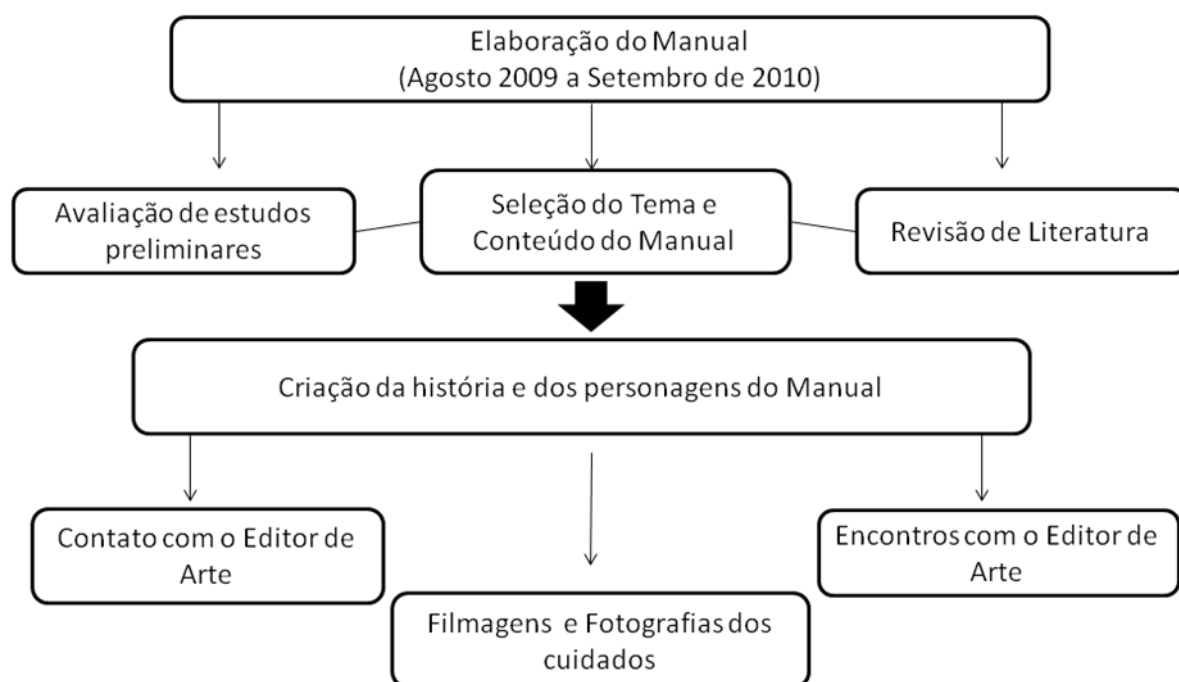 Elaboração do Manual
(Agosto 2009 a Setembro de 2010)
Avaliação de estudos
preliminares
Seleção do Tema e
Conteúdo do Manual
Revisão de Literatura
Criação da história e dos personagens do Manual
Contato com o Editor de
Arte
Filmagens e Fotografias dos
cuidados
Encontros com o Editor de
Arte